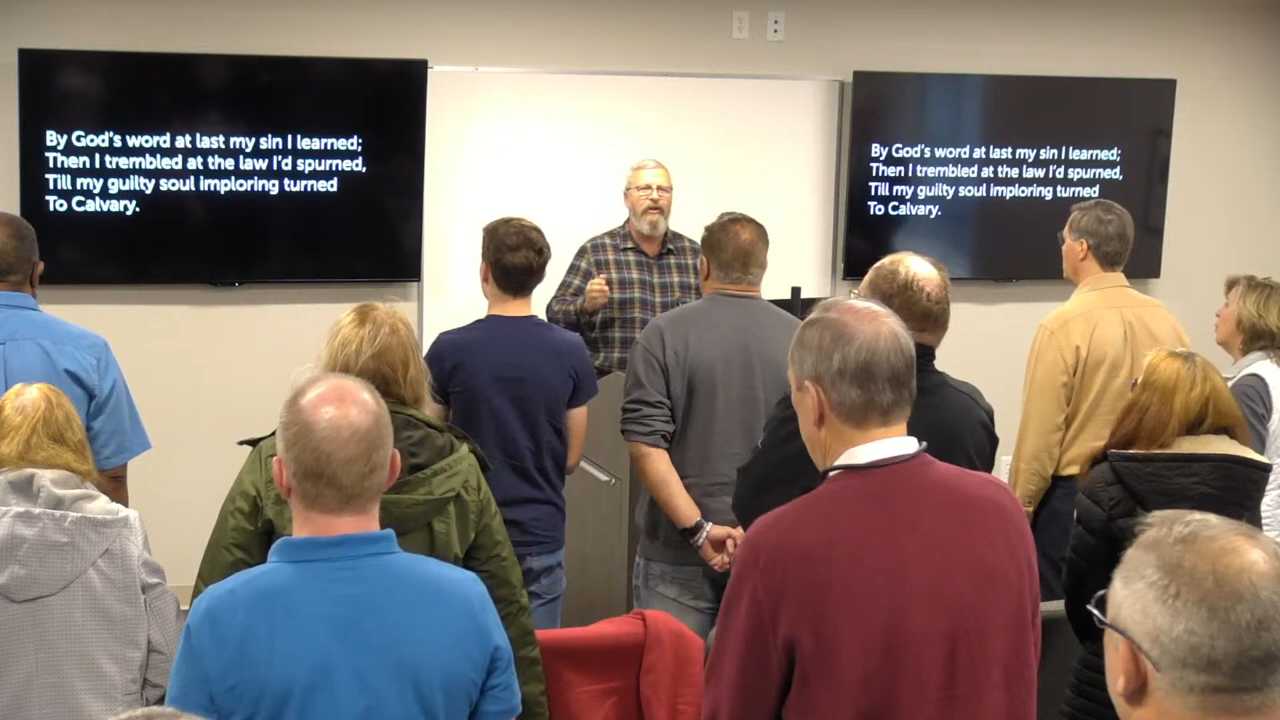 By God's word at last my sin I learned;
Then I trembled at the law I'd spurned,
Till my guilty soul imploring turned
To Calvary.
By God's word at last my sin I learned;
Then I trembled at the law I'd spurned,
Till my guilty soul imploring turned
To Calvary.